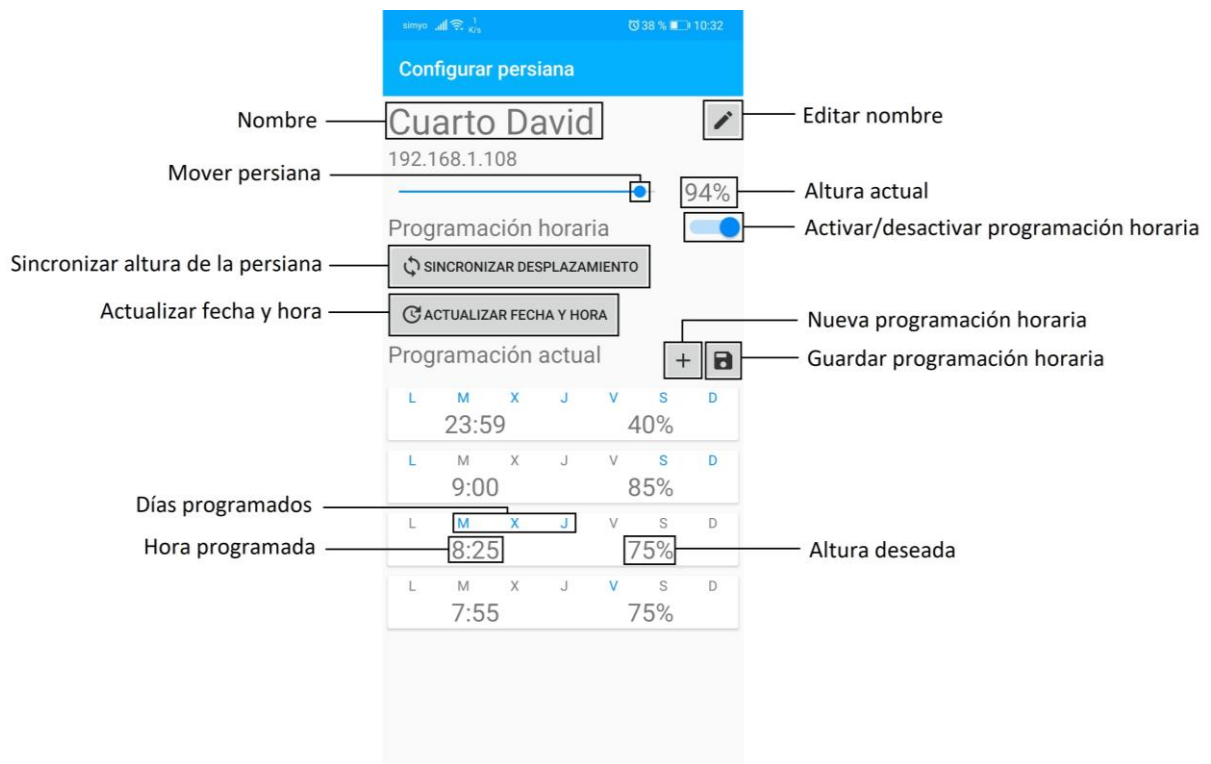 simyo 1 K/s 38 % 10:32
Configurar persiana
Nombre Cuarto David Editar nombre
192.168.1.108
Mover persiana
94% Altura actual
Programación horaria Activar/desactivar programación horaria
Sincronizar altura de la persiana SINCRONIZAR DESPLAZAMIENTO
Actualizar fecha y hora ACTUALIZAR FECHA Y HORA
Nueva programación horaria
Programación actual + Guardar programación horaria
L M X J V S D
23:59 40%
L M X J V S D
9:00 85%
Días programados
L M X J V S D
Hora programada 8:25 75% Altura deseada
L M X J V S D
7:55 75%